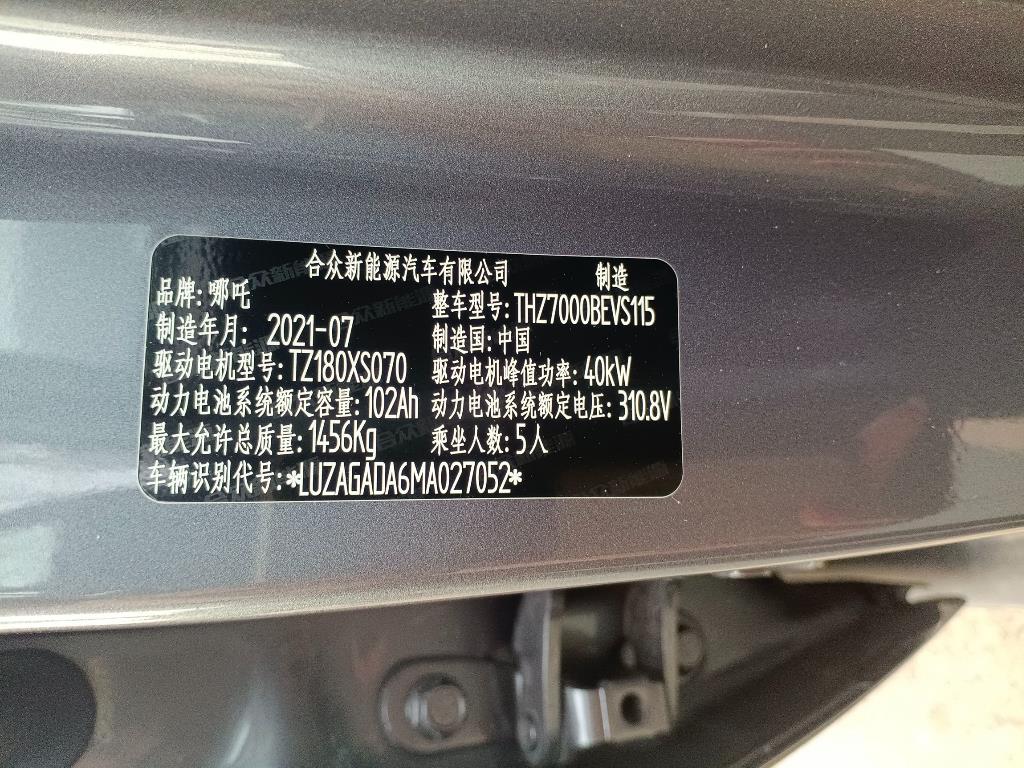 合众新能源汽车有限公司 制造
品牌:哪吒 整车型号:THZ7000BEVS115
制造年月: 2021-07 制造国:中国
驱动电机型号:TZ180XS070 驱动电机峰值功率:40kW
动力电池系统额定容量:102Ah 动力电池系统额定电压:310.8V
最大允许总质量:1456Kg 乘坐人数:5人
车辆识别代号:*LUZAGADA6MA027052*